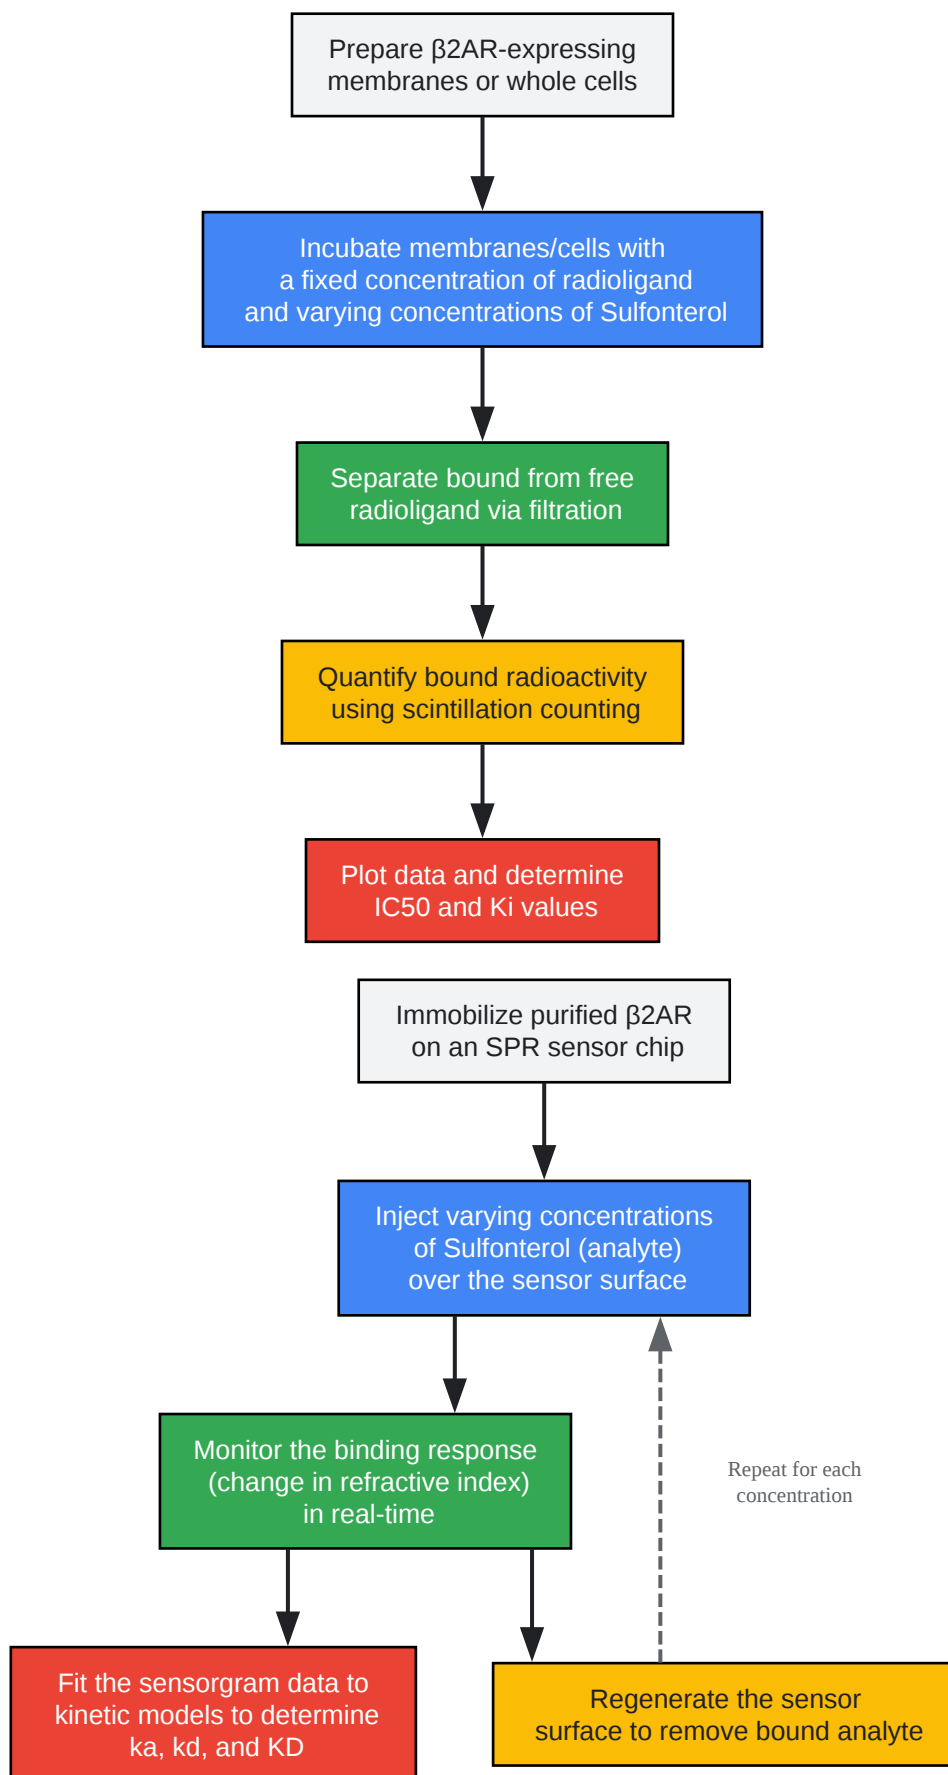 Prepare β2AR-expressing
membranes or whole cells
Incubate membranes/cells with
a fixed concentration of radioligand
and varying concentrations of Sulfonterol
Separate bound from free
radioligand via filtration
Quantify bound radioactivity
using scintillation counting
Plot data and determine
IC50 and Ki values
Immobilize purified β2AR
on an SPR sensor chip
Inject varying concentrations
of Sulfonterol (analyte)
over the sensor surface
Monitor the binding response
(change in refractive index)
in real-time
Repeat for each
concentration
Fit the sensorgram data to
kinetic models to determine
ka, kd, and KD
Regenerate the sensor
surface to remove bound analyte